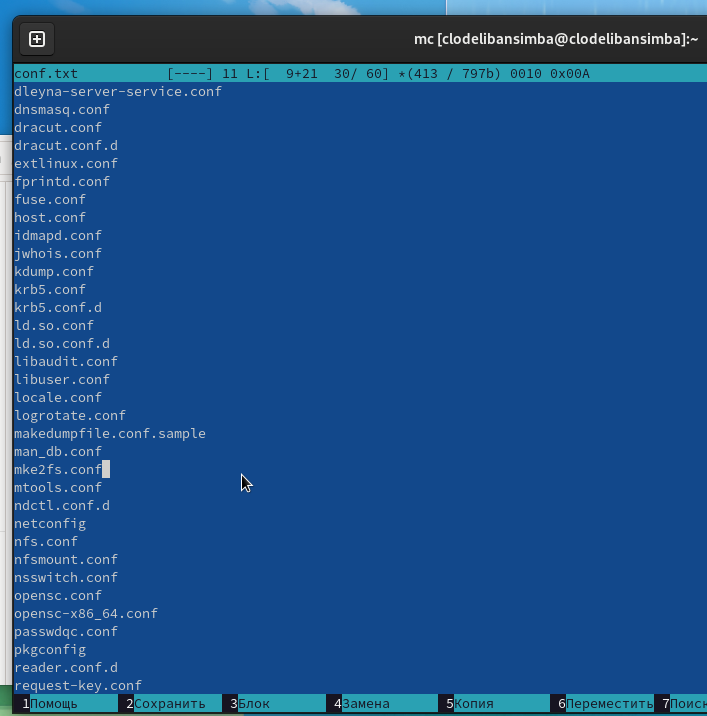 mc [clodelibansimba@clodelibansimba]:~
conf.txt [----] 11 L:[ 9+21 30/ 60] *(413 / 797b) 0010 0x00A
dleyna-server-service.conf
dnsmasq.conf
dracut.conf
dracut.conf.d
extlinux.conf
fprintd.conf
fuse.conf
host.conf
idmapd.conf
jwhois.conf
kdump.conf
krb5.conf
krb5.conf.d
ld.so.conf
ld.so.conf.d
libaudit.conf
libuser.conf
locale.conf
logrotate.conf
makedumpfile.conf.sample
man_db.conf
mke2fs.conf
mtools.conf
ndctl.conf.d
netconfig
nfs.conf
nfsmount.conf
nsswitch.conf
opensc.conf
opensc-x86_64.conf
passwdqc.conf
pkgconfig
reader.conf.d
request-key.conf
1Помощь 2Сохранить 3Блок 4Замена 5Копия 6Переместить 7Поиск